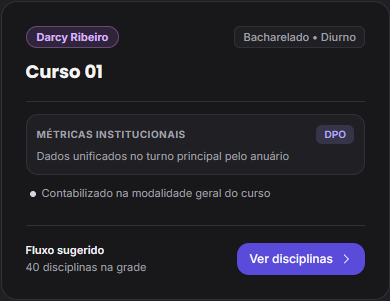 Darcy Ribeiro
Bacharelado • Diurno
Curso 01
MÉTRICAS INSTITUCIONAIS
DPO
Dados unificados no turno principal pelo anuário
Contabilizado na modalidade geral do curso
Fluxo sugerido
40 disciplinas na grade
Ver disciplinas